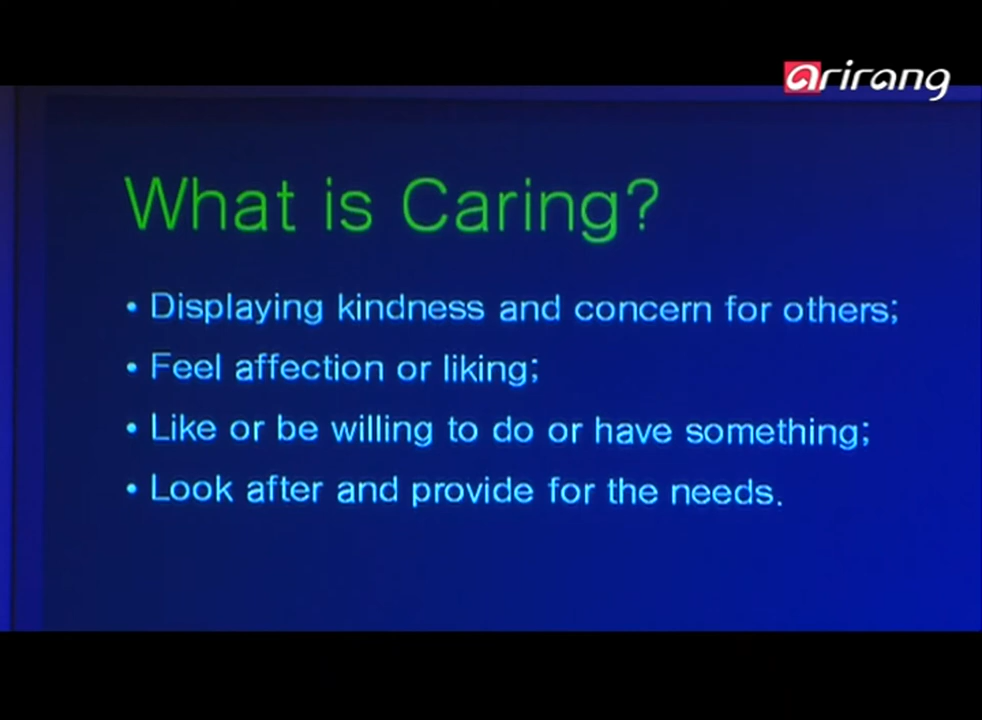 arirang
What is Caring?
• Displaying kindness and concern for others;
• Feel affection or liking;
• Like or be willing to do or have something;
• Look after and provide for the needs.